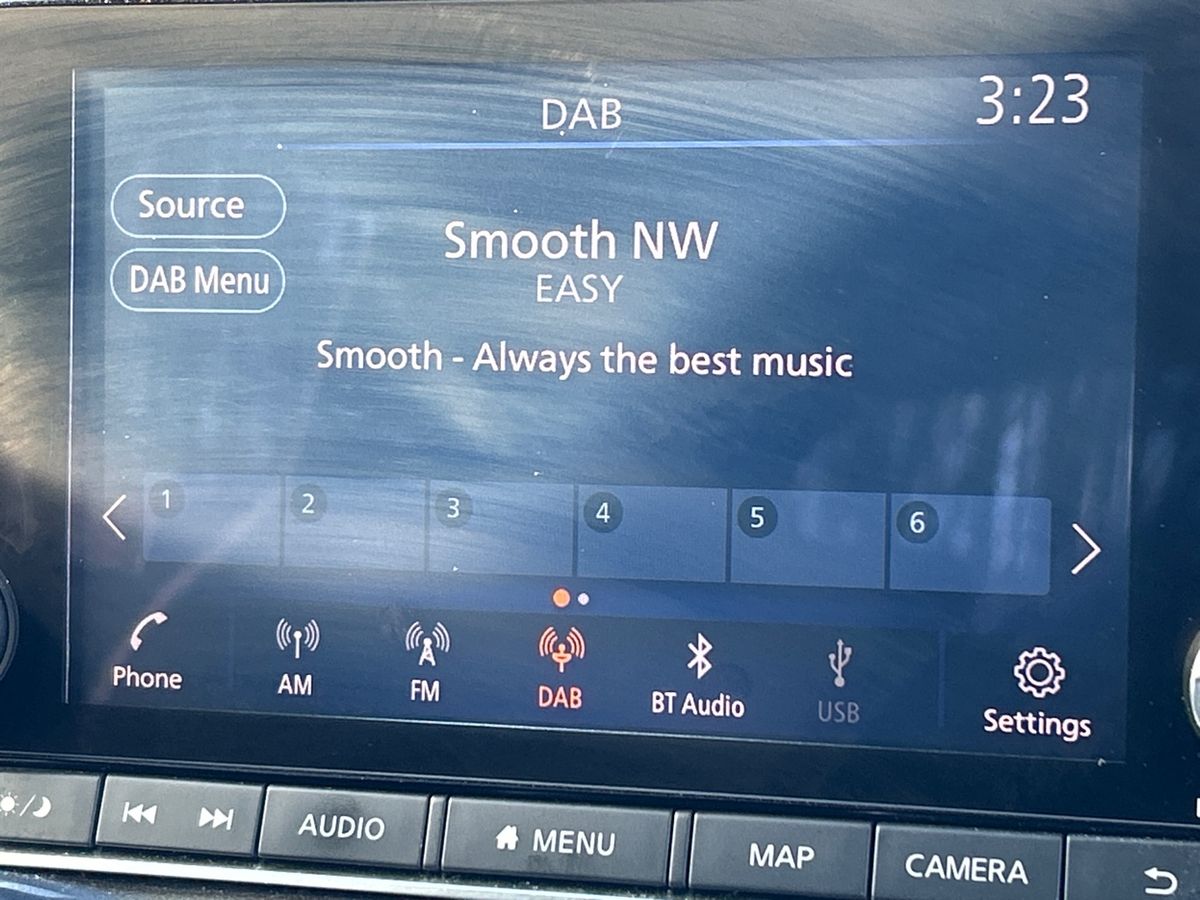 DAB
3:23
Source
DAB Menu
Smooth NW
EASY
Smooth - Always the best music
1 2 3 4 5 6
Phone AM FM DAB BT Audio USB Settings
AUDIO MENU MAP CAMERA